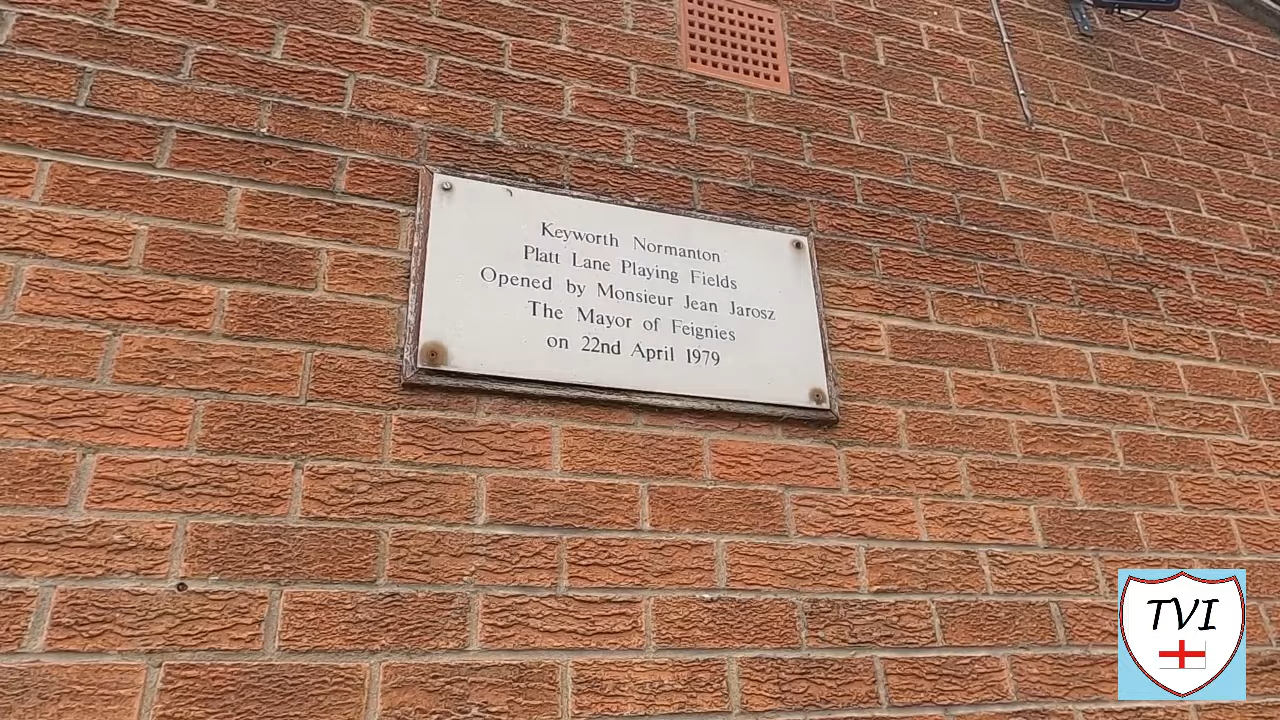 Keyworth Normanton
Platt Lane Playing Fields
Opened by Monsieur Jean Jarosz
The Mayor of Feignies
on 22nd April 1979
TVI